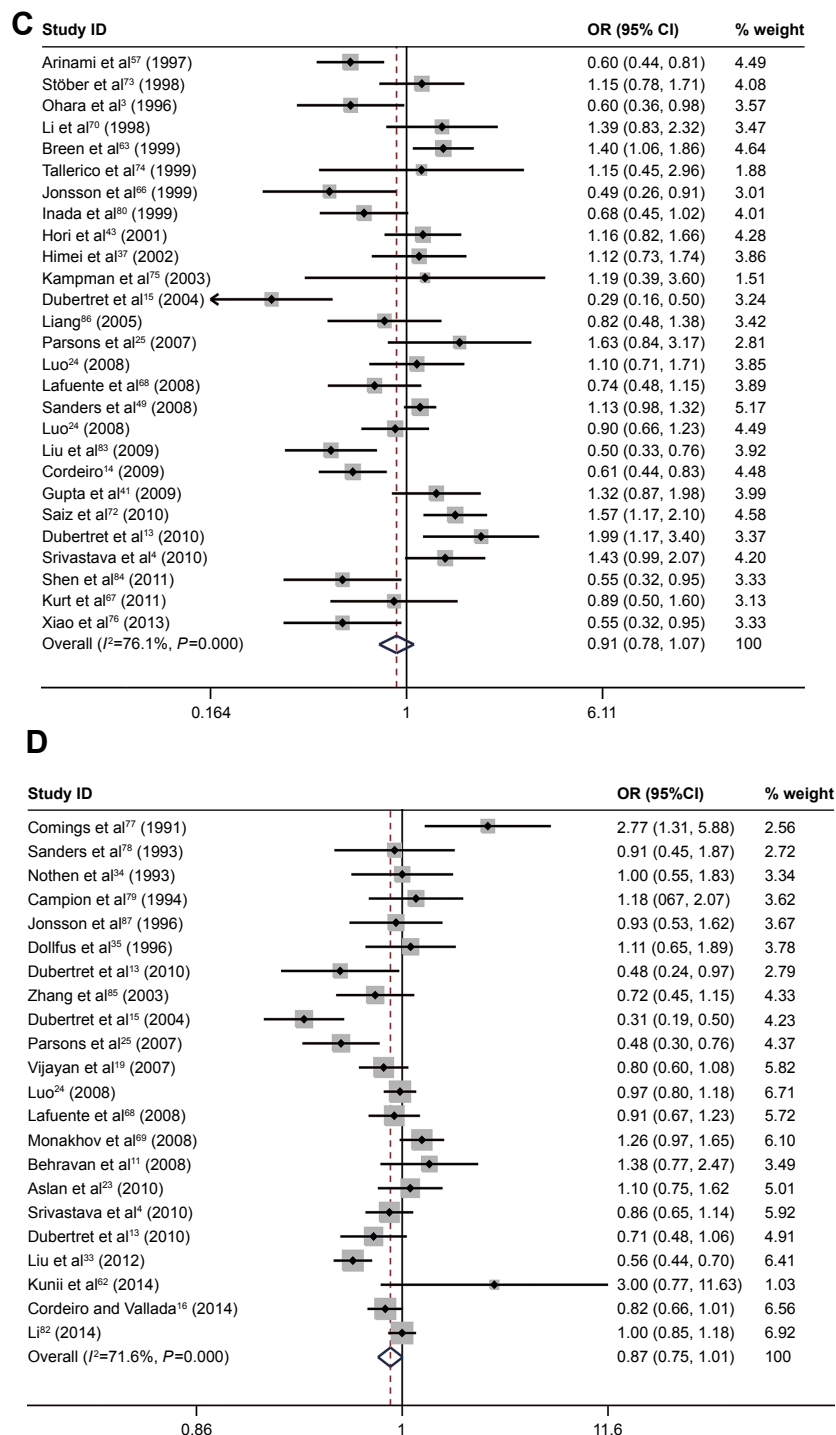 C
Study ID OR (95% CI) % weight
Arinami et al57 (1997) 0.60 (0.44, 0.81) 4.49
Stöber et al73 (1998) 1.15 (0.78, 1.71) 4.08
Ohara et al3 (1996) 0.60 (0.36, 0.98) 3.57
Li et al70 (1998) 1.39 (0.83, 2.32) 3.47
Breen et al63 (1999) 1.40 (1.06, 1.86) 4.64
Tallerico et al74 (1999) 1.15 (0.45, 2.96) 1.88
Jonsson et al66 (1999) 0.49 (0.26, 0.91) 3.01
Inada et al80 (1999) 0.68 (0.45, 1.02) 4.01
Hori et al43 (2001) 1.16 (0.82, 1.66) 4.28
Himei et al37 (2002) 1.12 (0.73, 1.74) 3.86
Kampman et al75 (2003) 1.19 (0.39, 3.60) 1.51
Dubertret et al15 (2004) 0.29 (0.16, 0.50) 3.24
Liang86 (2005) 0.82 (0.48, 1.38) 3.42
Parsons et al25 (2007) 1.63 (0.84, 3.17) 2.81
Luo24 (2008) 1.10 (0.71, 1.71) 3.85
Lafuente et al68 (2008) 0.74 (0.48, 1.15) 3.89
Sanders et al49 (2008) 1.13 (0.98, 1.32) 5.17
Luo24 (2008) 0.90 (0.66, 1.23) 4.49
Liu et al83 (2009) 0.50 (0.33, 0.76) 3.92
Cordeiro14 (2009) 0.61 (0.44, 0.83) 4.48
Gupta et al41 (2009) 1.32 (0.87, 1.98) 3.99
Saiz et al72 (2010) 1.57 (1.17, 2.10) 4.58
Dubertret et al13 (2010) 1.99 (1.17, 3.40) 3.37
Srivastava et al4 (2010) 1.43 (0.99, 2.07) 4.20
Shen et al84 (2011) 0.55 (0.32, 0.95) 3.33
Kurt et al67 (2011) 0.89 (0.50, 1.60) 3.13
Xiao et al76 (2013) 0.55 (0.32, 0.95) 3.33
Overall (I2=76.1%, P=0.000) 0.91 (0.78, 1.07) 100
0.164 1 6.11
D
Study ID OR (95%CI) % weight
Comings et al77 (1991) 2.77 (1.31, 5.88) 2.56
Sanders et al78 (1993) 0.91 (0.45, 1.87) 2.72
Nothen et al34 (1993) 1.00 (0.55, 1.83) 3.34
Campion et al79 (1994) 1.18 (067, 2.07) 3.62
Jonsson et al87 (1996) 0.93 (0.53, 1.62) 3.67
Dollfus et al35 (1996) 1.11 (0.65, 1.89) 3.78
Dubertret et al13 (2010) 0.48 (0.24, 0.97) 2.79
Zhang et al85 (2003) 0.72 (0.45, 1.15) 4.33
Dubertret et al15 (2004) 0.31 (0.19, 0.50) 4.23
Parsons et al25 (2007) 0.48 (0.30, 0.76) 4.37
Vijayan et al19 (2007) 0.80 (0.60, 1.08) 5.82
Luo24 (2008) 0.97 (0.80, 1.18) 6.71
Lafuente et al68 (2008) 0.91 (0.67, 1.23) 5.72
Monakhov et al69 (2008) 1.26 (0.97, 1.65) 6.10
Behravan et al11 (2008) 1.38 (0.77, 2.47) 3.49
Aslan et al23 (2010) 1.10 (0.75, 1.62 5.01
Srivastava et al4 (2010) 0.86 (0.65, 1.14) 5.92
Dubertret et al13 (2010) 0.71 (0.48, 1.06) 4.91
Liu et al33 (2012) 0.56 (0.44, 0.70) 6.41
Kunii et al62 (2014) 3.00 (0.77, 11.63) 1.03
Cordeiro and Vallada16 (2014) 0.82 (0.66, 1.01) 6.56
Li82 (2014) 1.00 (0.85, 1.18) 6.92
Overall (I2=71.6%, P=0.000) 0.87 (0.75, 1.01) 100
0.86 1 11.6